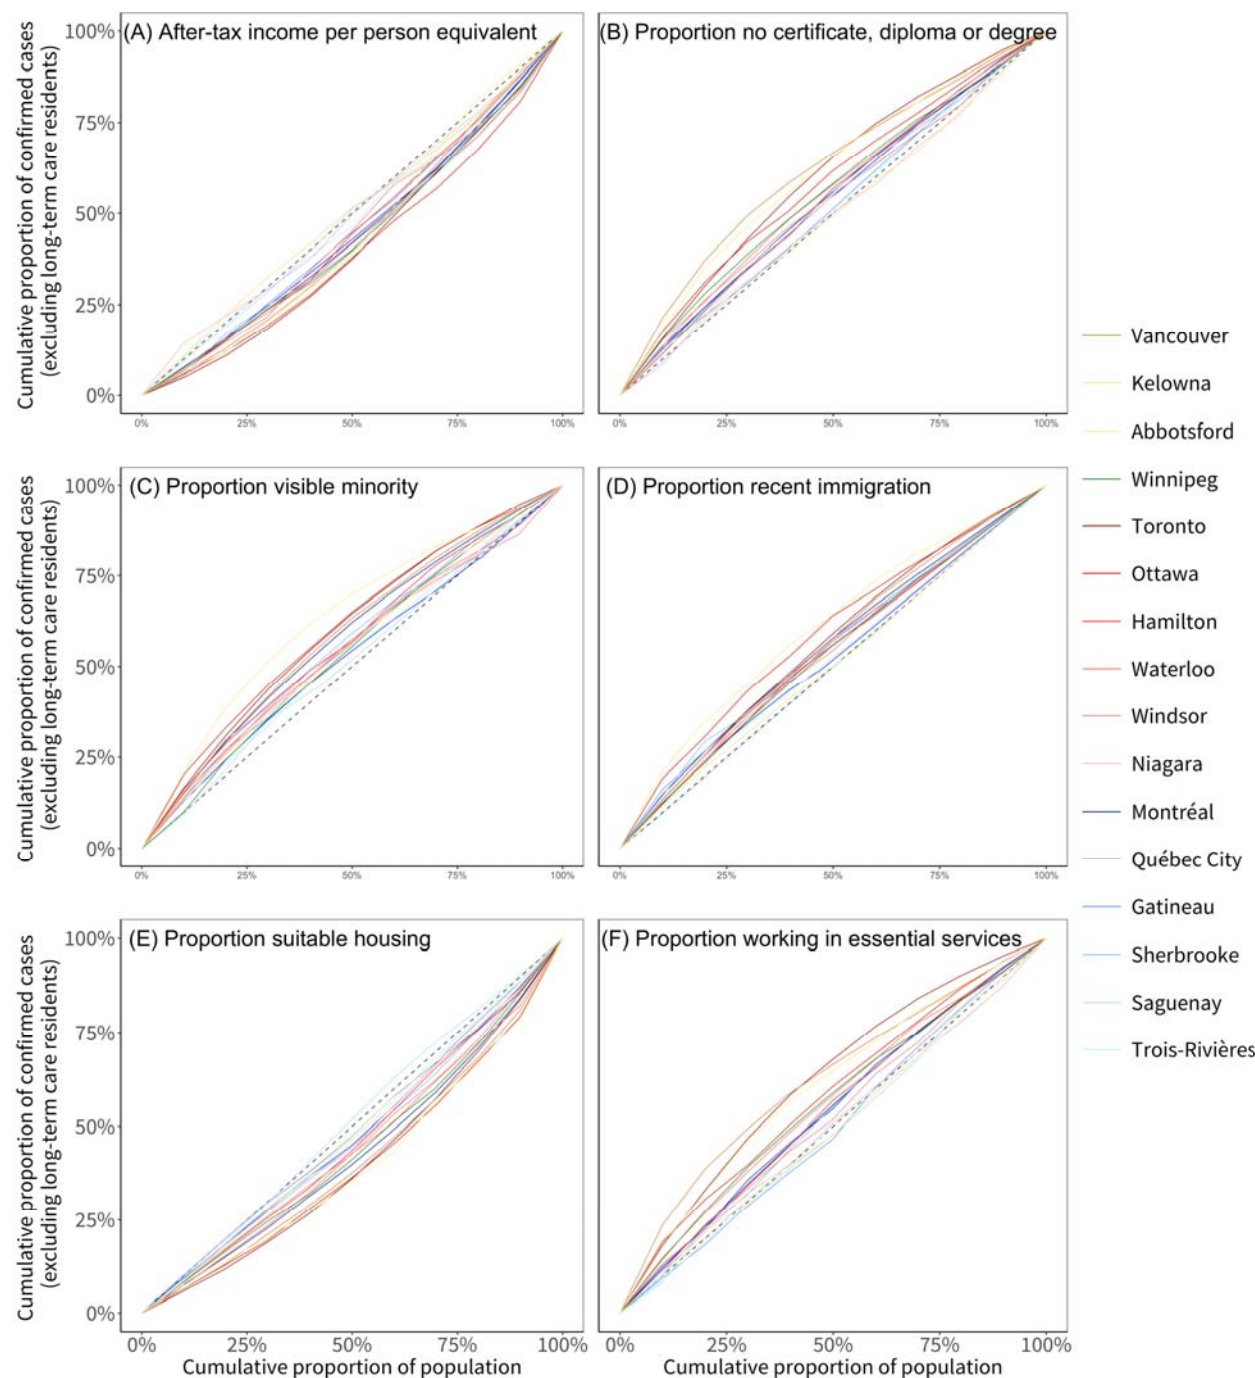 (A) After-tax income per person equivalent
(B) Proportion no certificate, diploma or degree
Cumulative proportion of confirmed cases
(excluding long-term care residents)
100%
75%
50%
25%
0%
0% 25% 50% 75% 100%
0% 25% 50% 75% 100%
(C) Proportion visible minority
(D) Proportion recent immigration
Cumulative proportion of confirmed cases
(excluding long-term care residents)
100%
75%
50%
25%
0%
0% 25% 50% 75% 100%
0% 25% 50% 75% 100%
(E) Proportion suitable housing
(F) Proportion working in essential services
Cumulative proportion of confirmed cases
(excluding long-term care residents)
100%
75%
50%
25%
0%
0% 25% 50% 75% 100%
0% 25% 50% 75% 100%
Cumulative proportion of population
Cumulative proportion of population
Vancouver
Kelowna
Abbotsford
Winnipeg
Toronto
Ottawa
Hamilton
Waterloo
Windsor
Niagara
Montréal
Québec City
Gatineau
Sherbrooke
Saguenay
Trois-Rivières